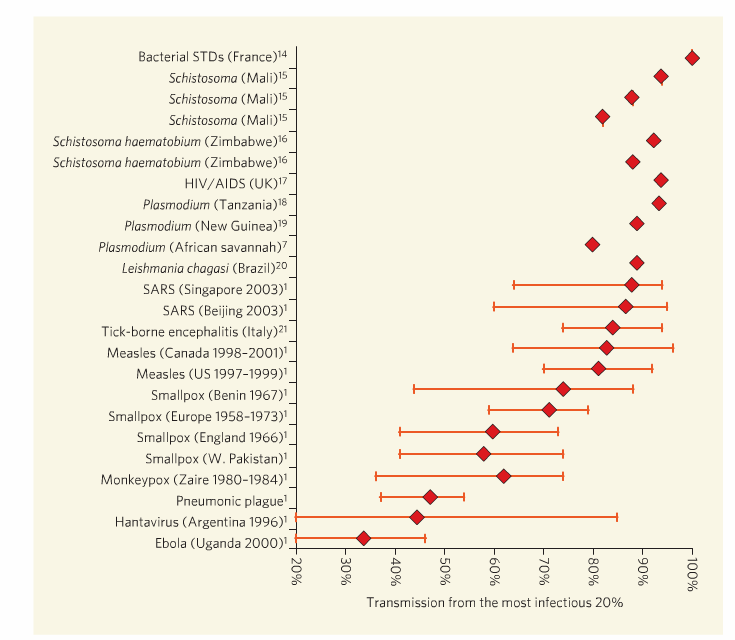 Bacterial STDs (France)¹⁴
Schistosoma (Mali)¹⁵
Schistosoma (Mali)¹⁵
Schistosoma (Mali)¹⁵
Schistosoma haematobium (Zimbabwe)¹⁶
Schistosoma haematobium (Zimbabwe)¹⁶
HIV/AIDS (UK)¹⁷
Plasmodium (Tanzania)¹⁸
Plasmodium (New Guinea)¹⁹
Plasmodium (African savannah)⁷
Leishmania chagasi (Brazil)²⁰
SARS (Singapore 2003)¹
SARS (Beijing 2003)¹
Tick-borne encephalitis (Italy)²¹
Measles (Canada 1998–2001)¹
Measles (US 1997–1999)¹
Smallpox (Benin 1967)¹
Smallpox (Europe 1958–1973)¹
Smallpox (England 1966)¹
Smallpox (W. Pakistan)¹
Monkeypox (Zaire 1980–1984)¹
Pneumonic plague¹
Hantavirus (Argentina 1996)¹
Ebola (Uganda 2000)¹
20% 30% 40% 50% 60% 70% 80% 90% 100%
Transmission from the most infectious 20%